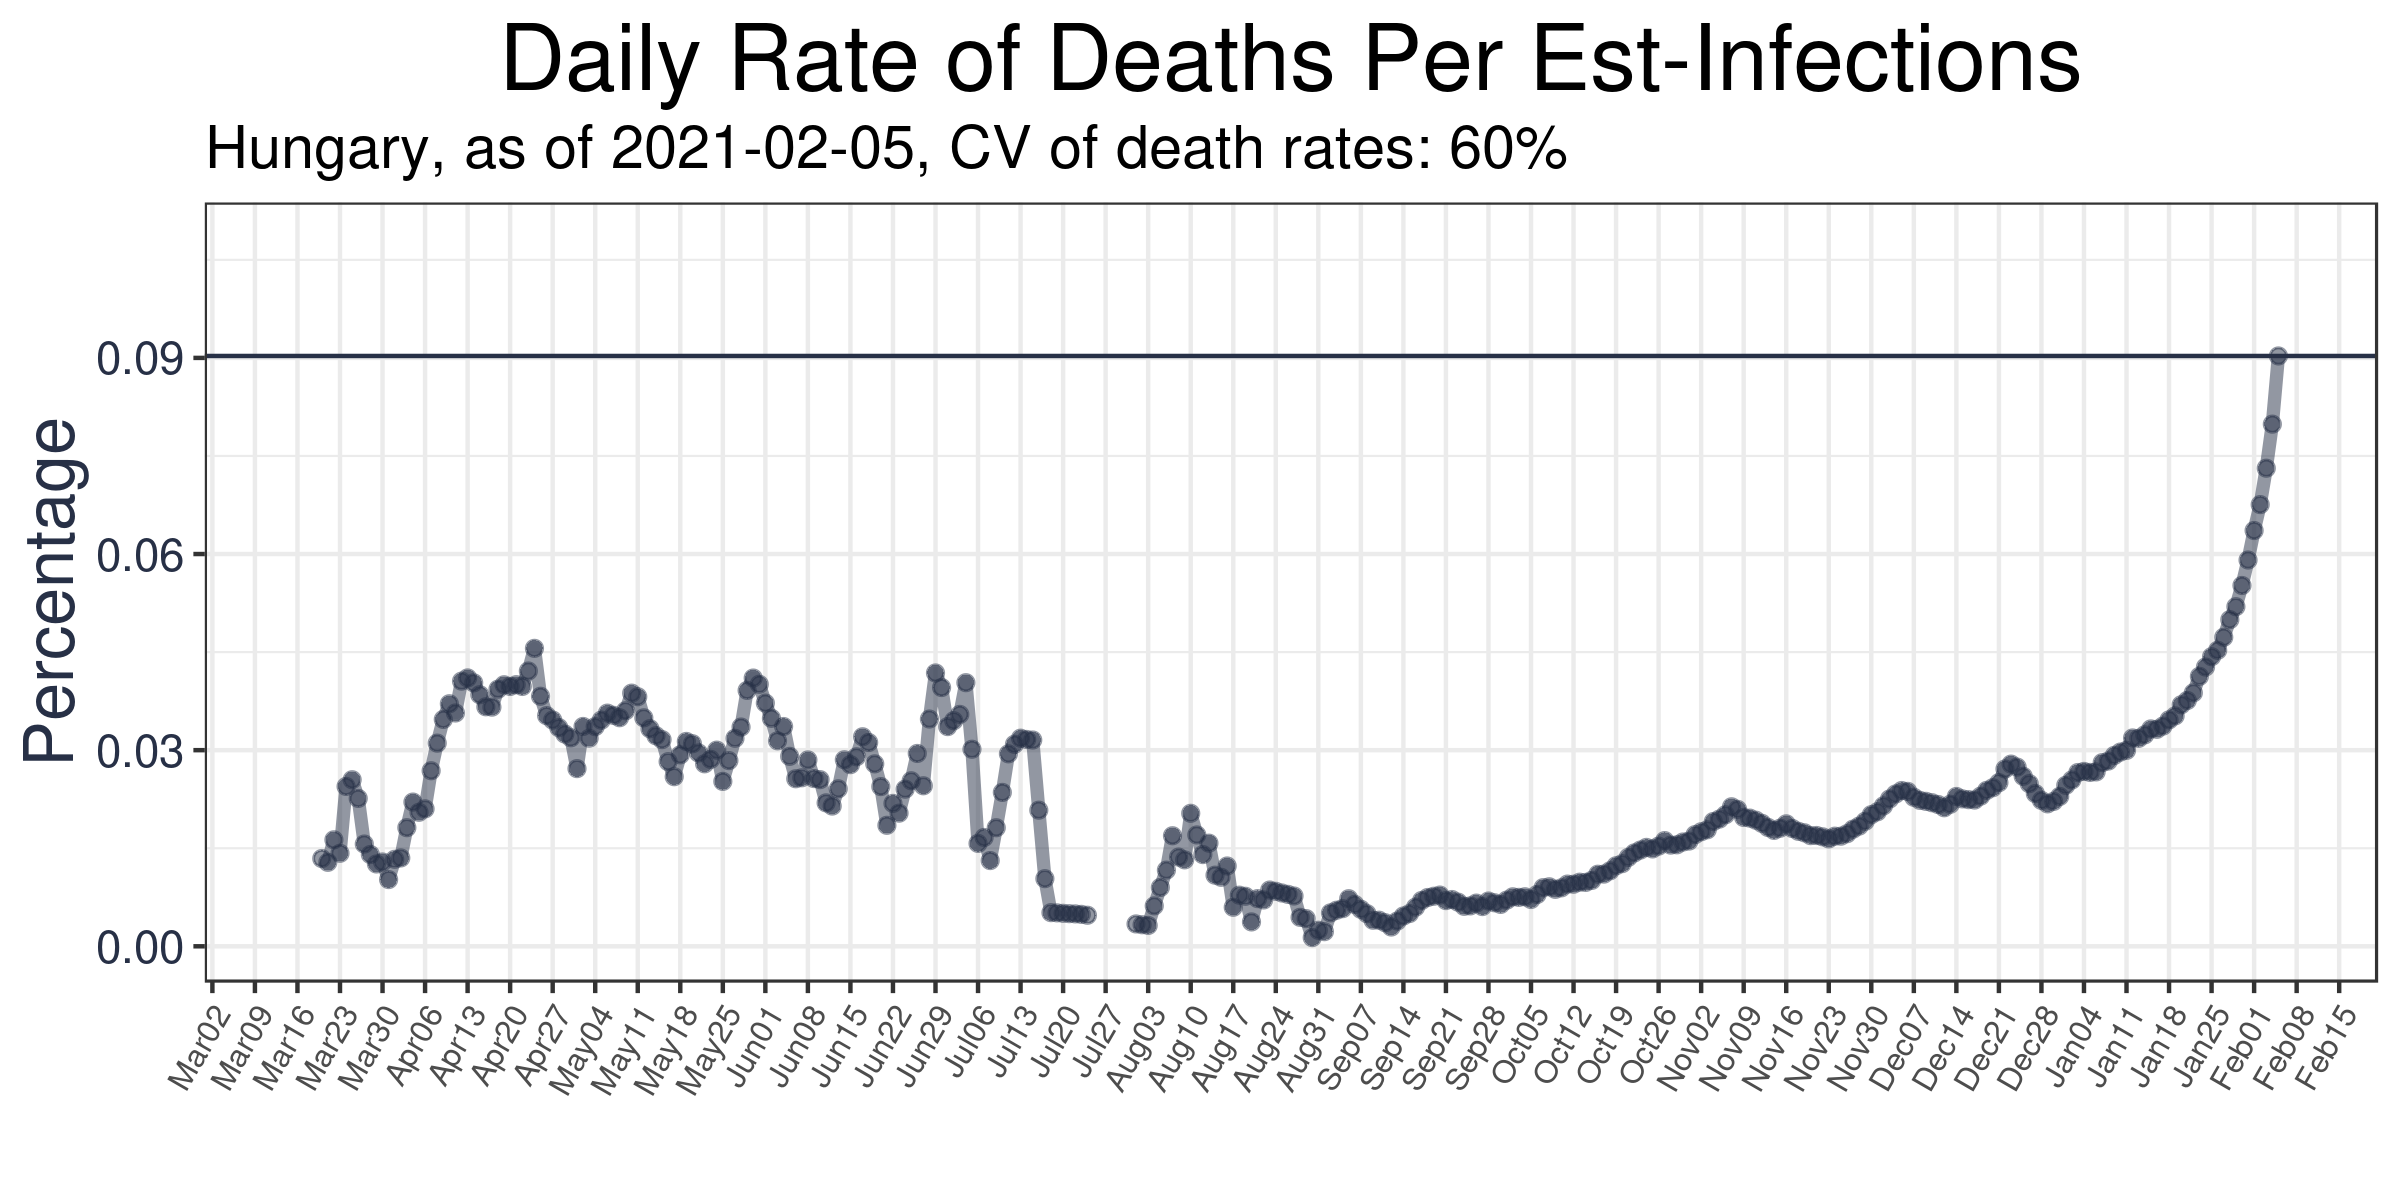 Daily Rate of Deaths Per Est-Infections
Hungary, as of 2021-02-05, CV of death rates: 60%
Percentage
0.09
0.06
0.03
0.00
Mar02
Mar09
Mar16
Mar23
Mar30
Apr06
Apr13
Apr20
Apr27
May04
May11
May18
May25
Jun01
Jun08
Jun15
Jun22
Jun29
Jul06
Jul13
Jul20
Jul27
Aug03
Aug10
Aug17
Aug24
Aug31
Sep07
Sep14
Sep21
Sep28
Oct05
Oct12
Oct19
Oct26
Nov02
Nov09
Nov16
Nov23
Nov30
Dec07
Dec14
Dec21
Dec28
Jan04
Jan11
Jan18
Jan25
Feb01
Feb08
Feb15